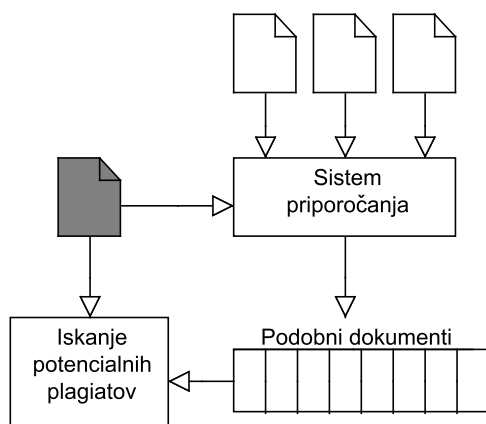 Sistem
priporočanja
Iskanje
potencialnih
plagiatov
Podobni dokumenti